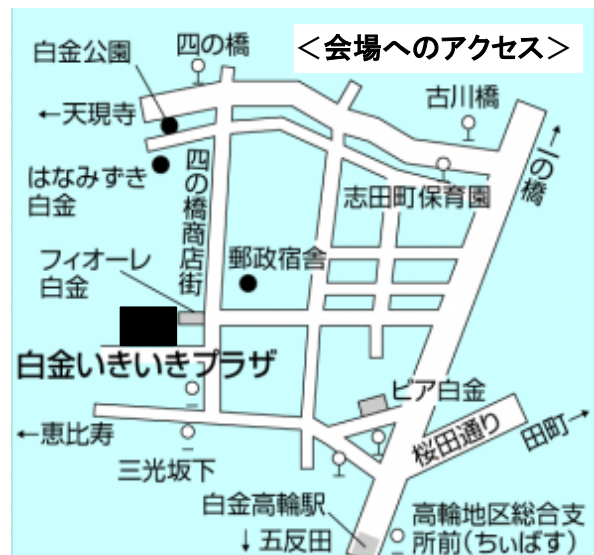 ＜会場へのアクセス＞
四の橋
白金公園
←天現寺
古川橋
←一の橋
はなみずき
白金
四の橋商店街
志田町保育園
郵政宿舎
フィオーレ
白金
白金いきいきプラザ
ピア白金
←恵比寿
三光坂下
桜田通り
田町→
白金高輪駅
↓五反田
高輪地区総合支
所前(ちぃばす)